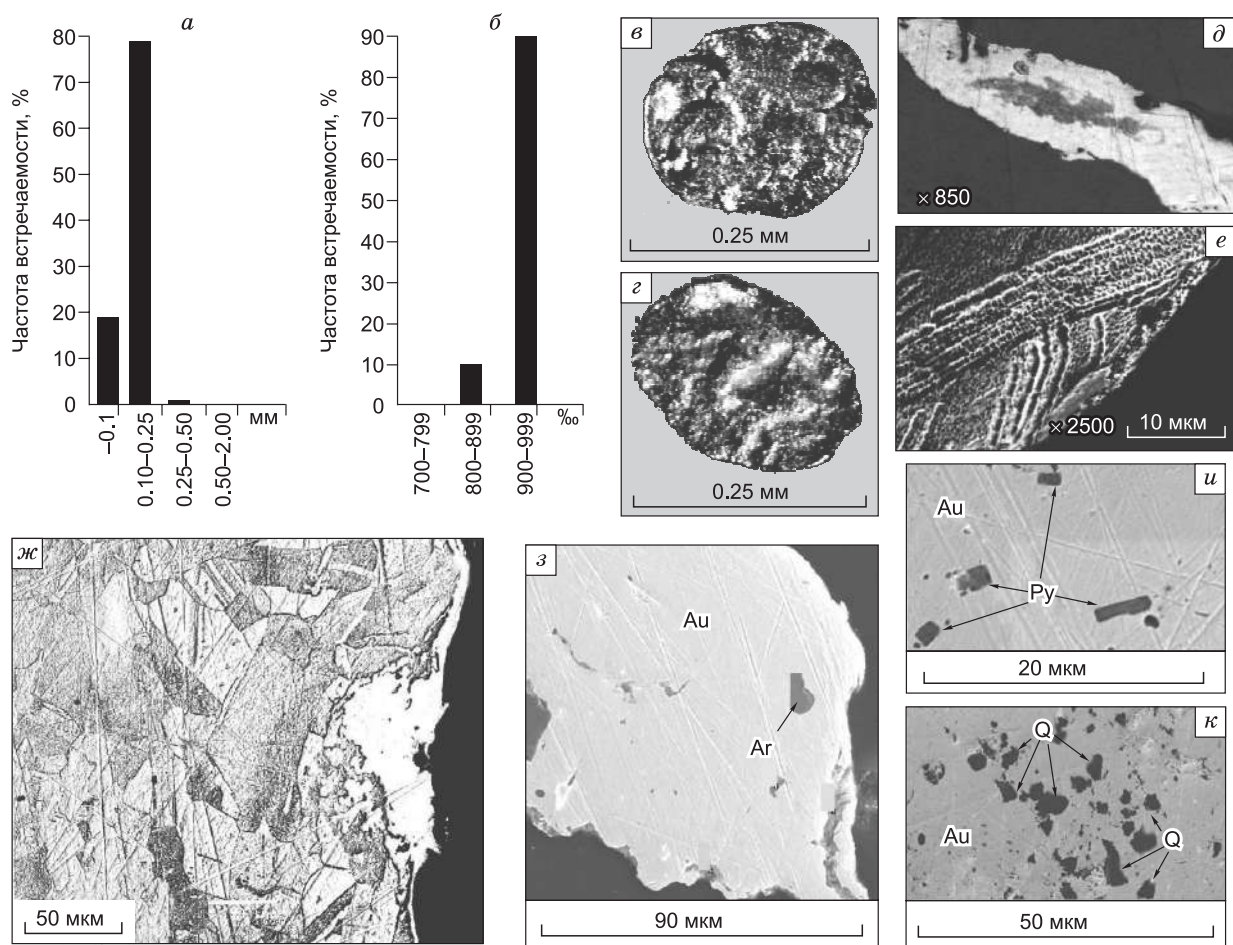 а
Частота встречаемости, %
80
70
60
50
40
30
20
10
0
–0.1
0.10–0.25
0.25–0.50
0.50–2.00
мм
б
Частота встречаемости, %
90
80
70
60
50
40
30
20
10
0
700–799
800–899
900–999
‰
в
0.25 мм
г
0.25 мм
д
× 850
е
× 2500
10 мкм
ж
50 мкм
з
Au
Ar
90 мкм
и
Au
Py
20 мкм
к
Q
Au
Q
50 мкм